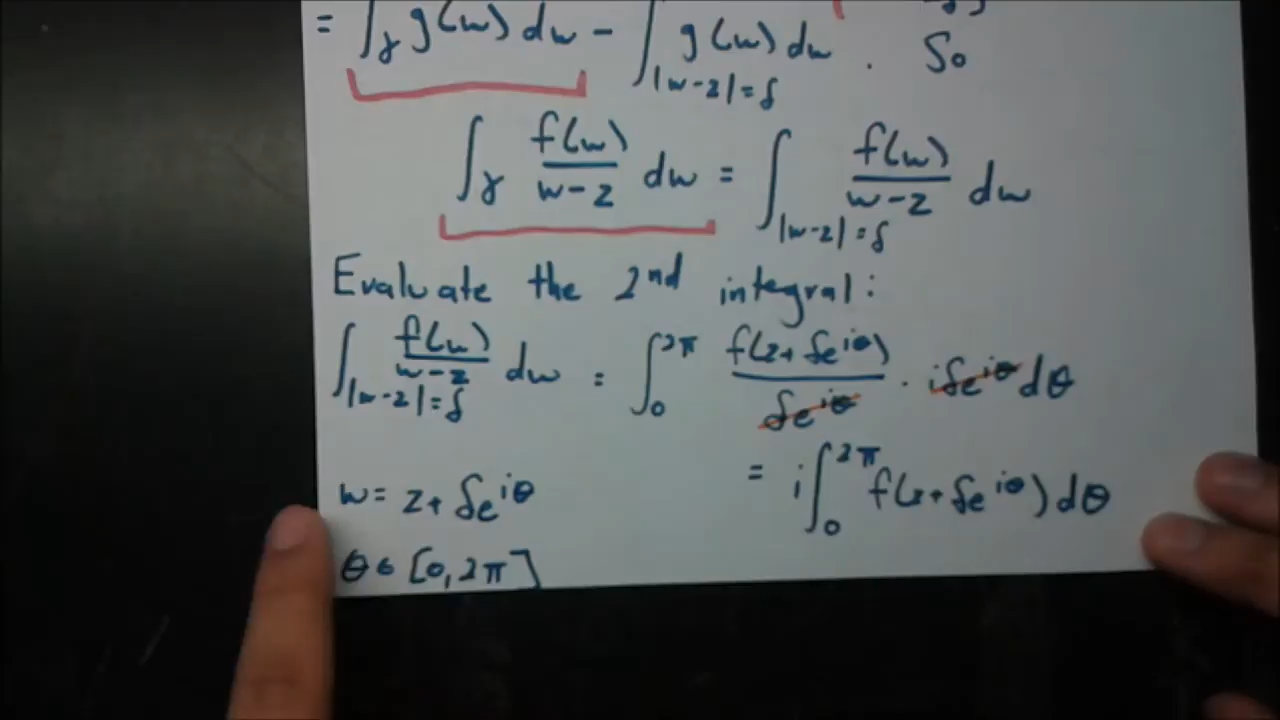 = ∫_γ g(w) dw - ∫_{|w-z|=δ} g(w) dw . So
∫_γ f(w)/(w-z) dw = ∫_{|w-z|=δ} f(w)/(w-z) dw
Evaluate the 2nd integral:
∫_{|w-z|=δ} f(w)/(w-z) dw = ∫_0^{2π} f(z+δe^{iθ})/(δe^{iθ}) · iδe^{iθ} dθ
= i∫_0^{2π} f(z+δe^{iθ}) dθ
w = z+δe^{iθ}
θ∈[0,2π]